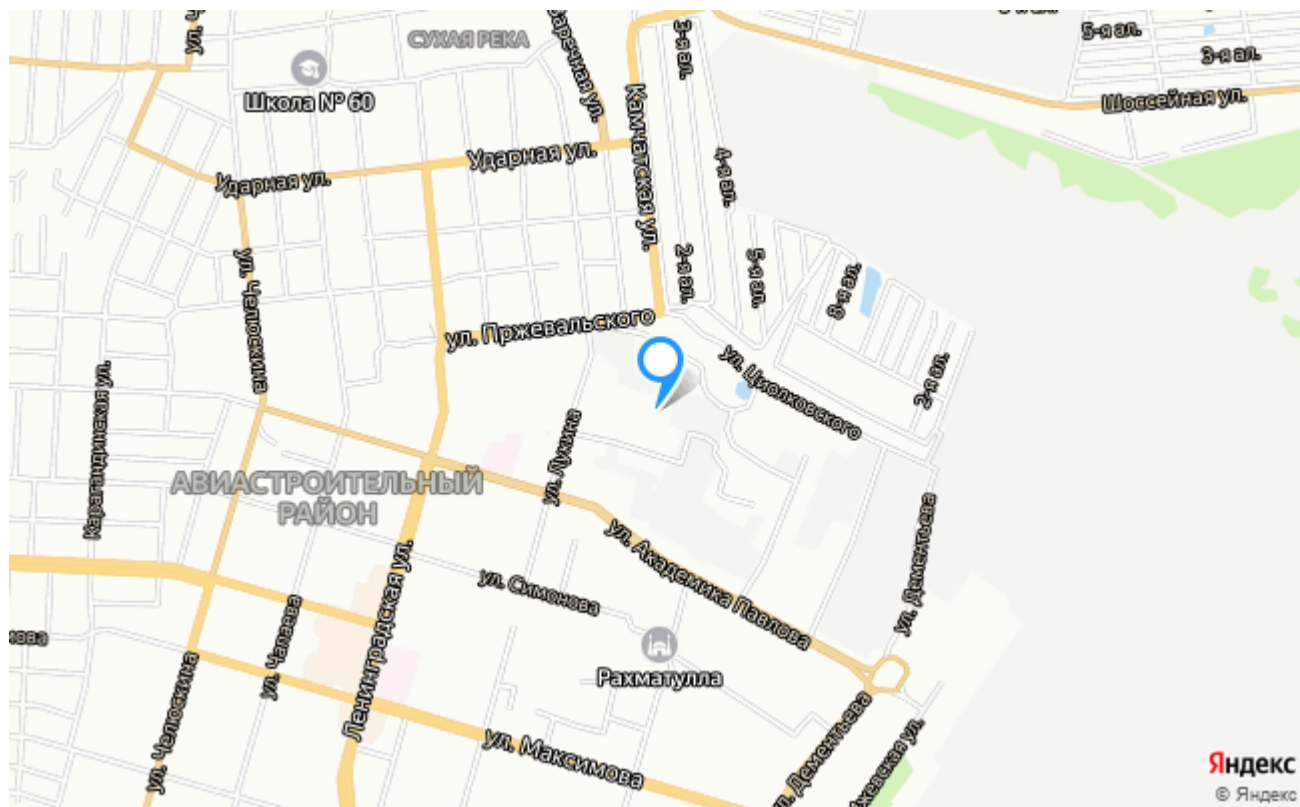 5-я ал.
3-я ал.
3-я ал.
СУХАЯ РЕКА
Школа № 60
Шоссейная ул.
Камчатская ул.
Ударная ул.
Ударная ул.
4-я ал.
2-я ал.
5-я ал.
8-я ал.
ул. Челюскина
ул. Пржевальского
ул. Циолковского
2-я ал.
Карагандинская ул.
ул. Лухина
АВИАСТРОИТЕЛЬНЫЙ
РАЙОН
ул. Академика Павлова
ул. Дементьева
ул. Симонова
ул. Чапаева
Ленинградская ул.
Рахматулла
ул. Челюскина
ул. Максимова
ул. Дементьева
Яндекс
© Яндекс